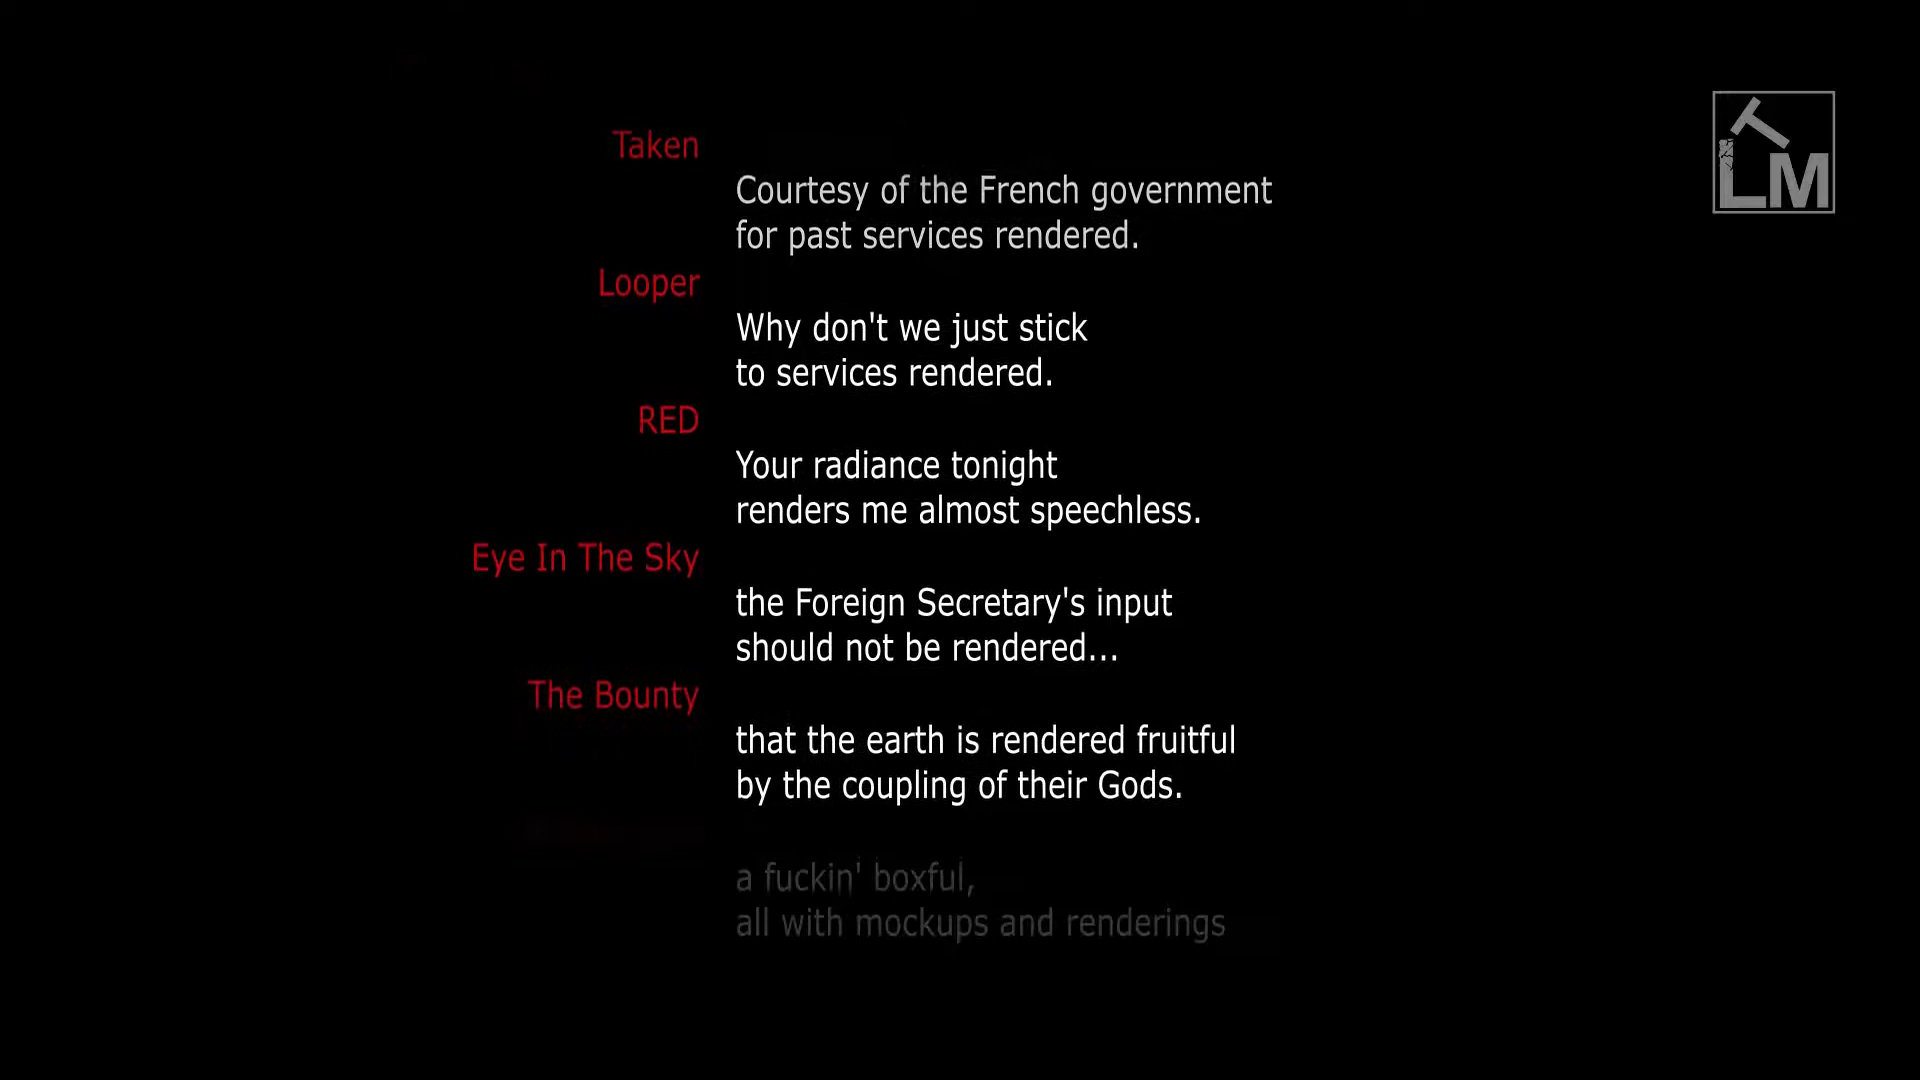 Taken
Courtesy of the French government
for past services rendered.
Looper
Why don't we just stick
to services rendered.
RED
Your radiance tonight
renders me almost speechless.
Eye In The Sky
the Foreign Secretary's input
should not be rendered...
The Bounty
that the earth is rendered fruitful
by the coupling of their Gods.
a fuckin' boxful,
all with mockups and renderings
LTM